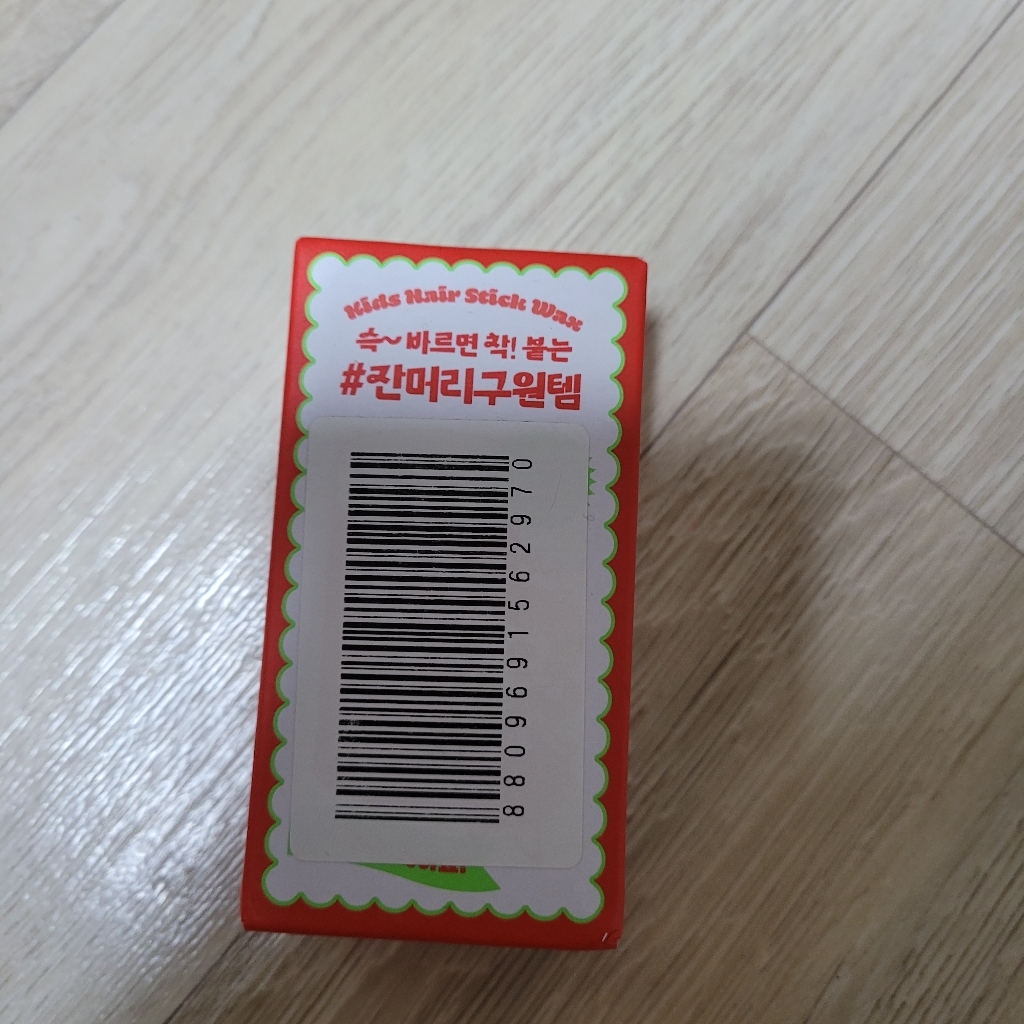 Kids Hair Stick Wax
슥~ 바르면 착! 붙는
#잔머리구원템
8809691562970